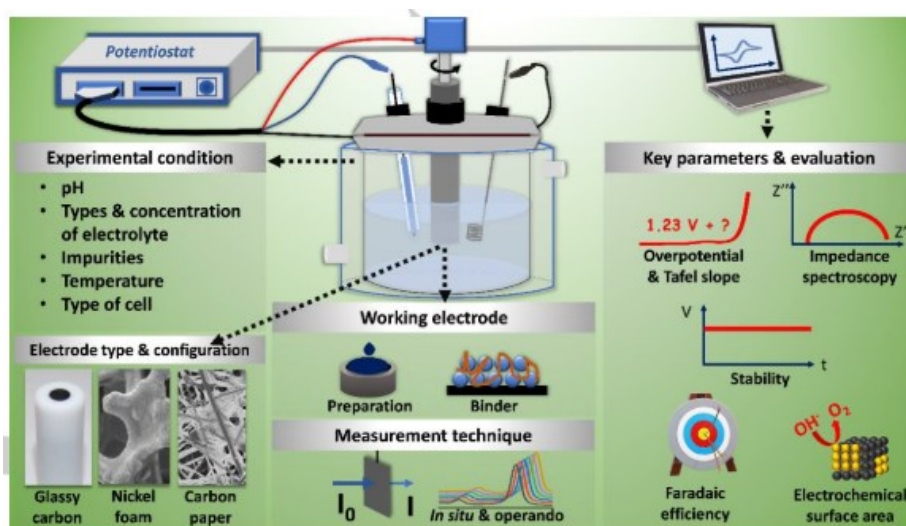 Potentiostat
Experimental condition
• pH
• Types & concentration
of electrolyte
• Impurities
• Temperature
• Type of cell
Electrode type & configuration
Glassy
carbon
Nickel
foam
Carbon
paper
Working electrode
Preparation
Binder
Measurement technique
I₀
I
In situ & operando
Key parameters & evaluation
1.23 V + ?
Overpotential
& Tafel slope
Z''
Z'
Impedance
spectroscopy
V
t
Stability
Faradaic
efficiency
OH⁻
O₂
Electrochemical
surface area